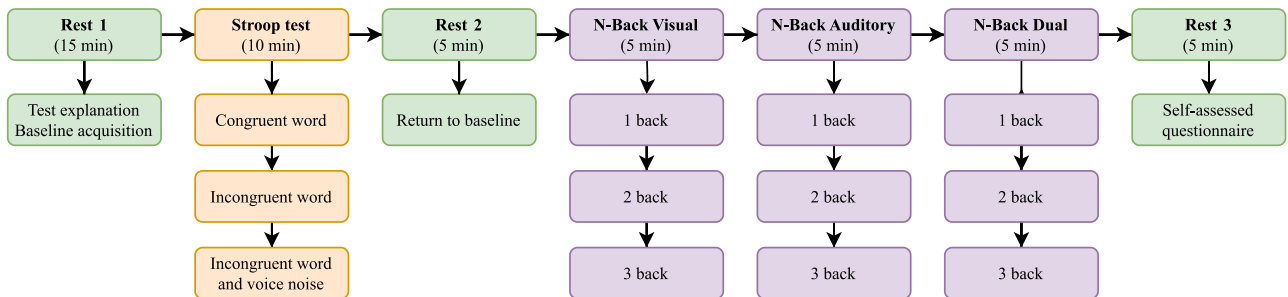 Rest 1
(15 min)
Test explanation
Baseline acquisition
Stroop test
(10 min)
Congruent word
Incongruent word
Incongruent word
and voice noise
Rest 2
(5 min)
Return to baseline
N-Back Visual
(5 min)
1 back
2 back
3 back
N-Back Auditory
(5 min)
1 back
2 back
3 back
N-Back Dual
(5 min)
1 back
2 back
3 back
Rest 3
(5 min)
Self-assessed
questionnaire